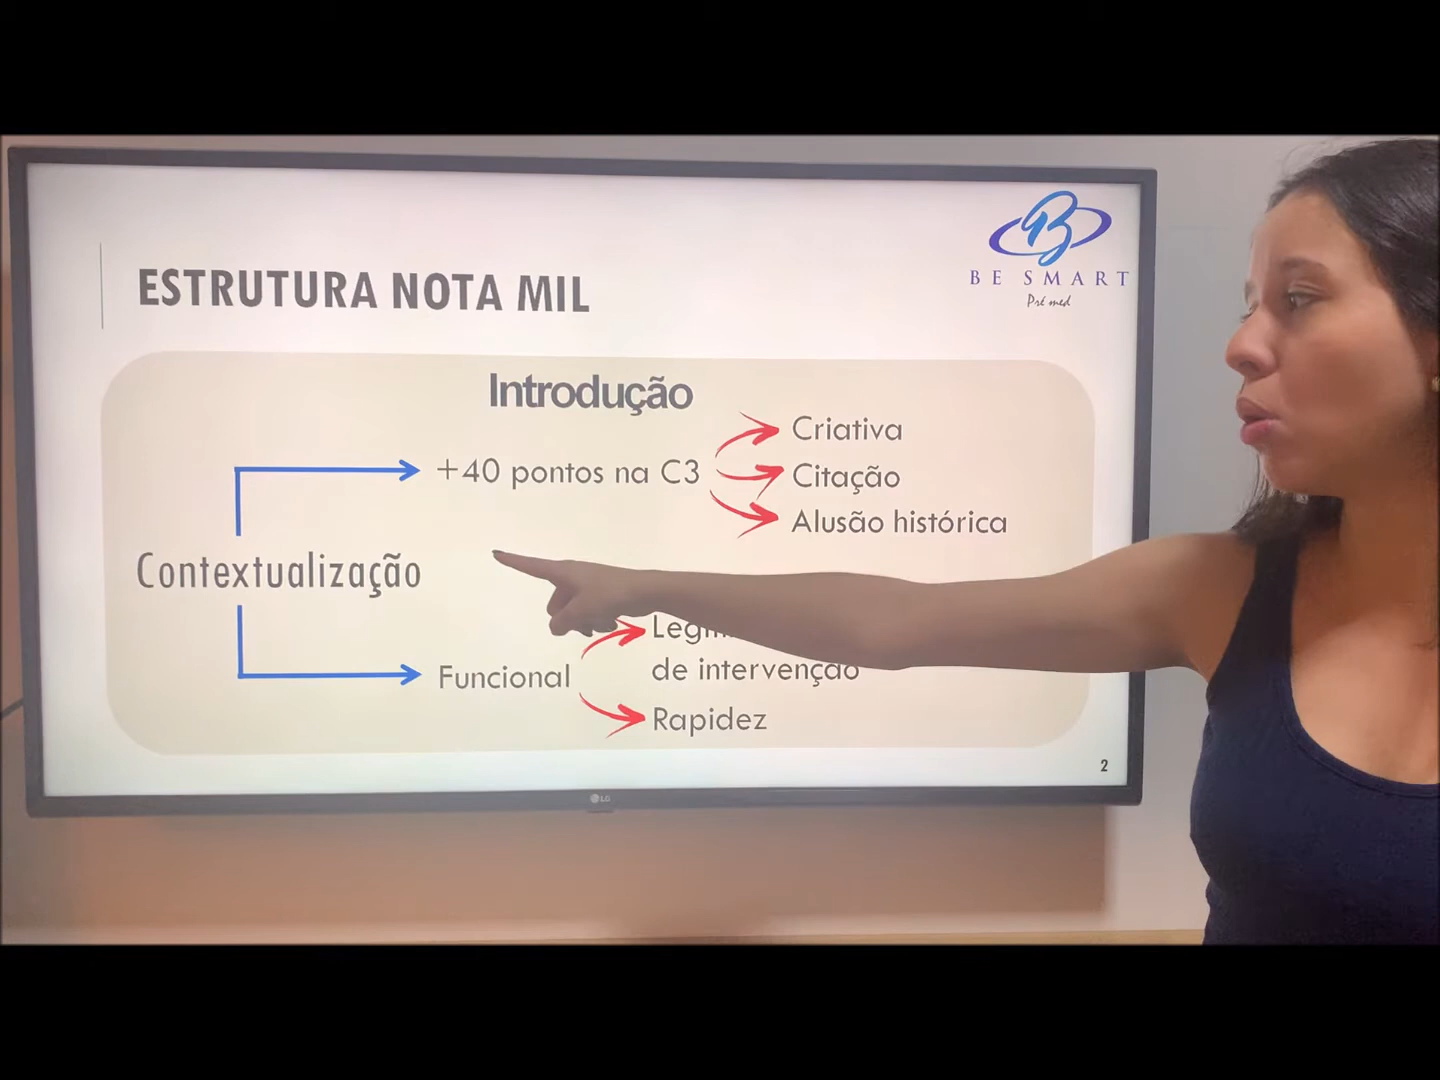 BE SMART
Pré med
ESTRUTURA NOTA MIL
Introdução
+40 pontos na C3
Criativa
Citação
Alusão histórica
Contextualização
Funcional
de intervenção
Rapidez
2
LG